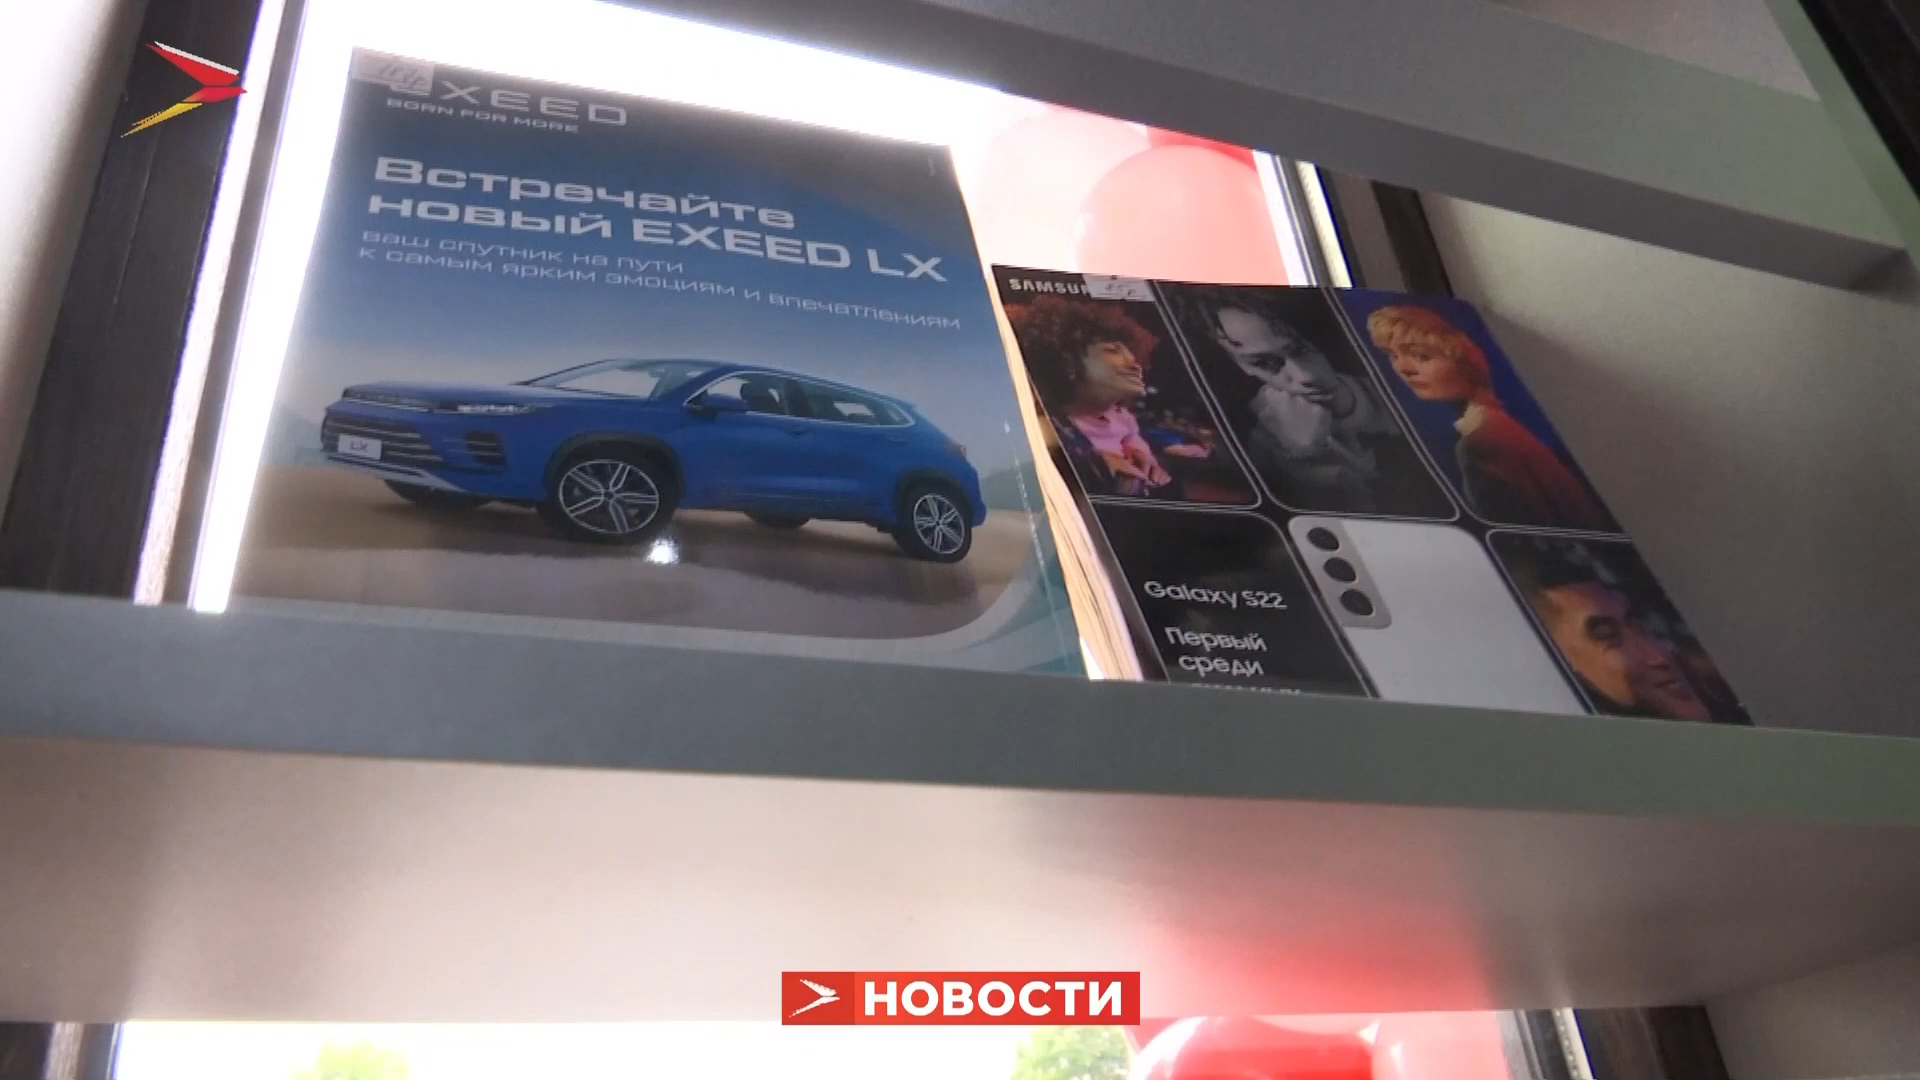 EXEED
BORN FOR MORE
Встречайте
новый EXEED LX
ваш спутник на пути
к самым ярким эмоциям и впечатлениям
LX
SAMSUNG
Galaxy S22
Первый
среди
НОВОСТИ